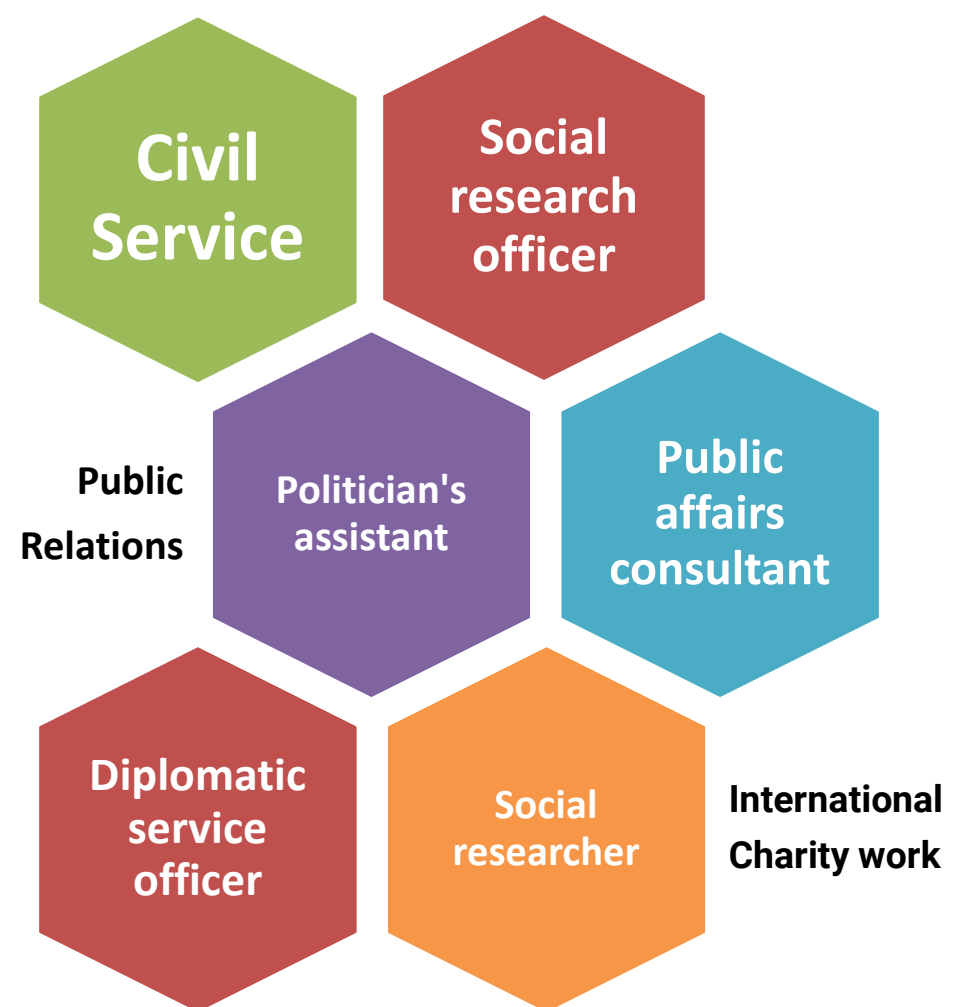 Civil
Service
Social
research
officer
Public
Relations
Politician's
assistant
Public
affairs
consultant
Diplomatic
service
officer
Social
researcher
International
Charity work